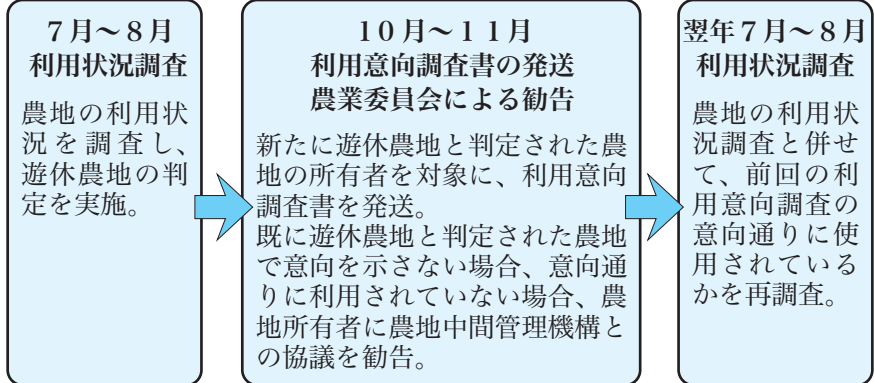 ７月～８月
利用状況調査
農地の利用状
況を調査し、
遊休農地の判
定を実施。
１０月～１１月
利用意向調査書の発送
農業委員会による勧告
新たに遊休農地と判定された農
地の所有者を対象に、利用意向
調査書を発送。
既に遊休農地と判定された農地
で意向を示さない場合、意向通
りに利用されていない場合、農
地所有者に農地中間管理機構と
の協議を勧告。
翌年７月～８月
利用状況調査
農地の利用状
況調査と併せ
て、前回の利
用意向調査の
意向通りに使
用されている
かを再調査。